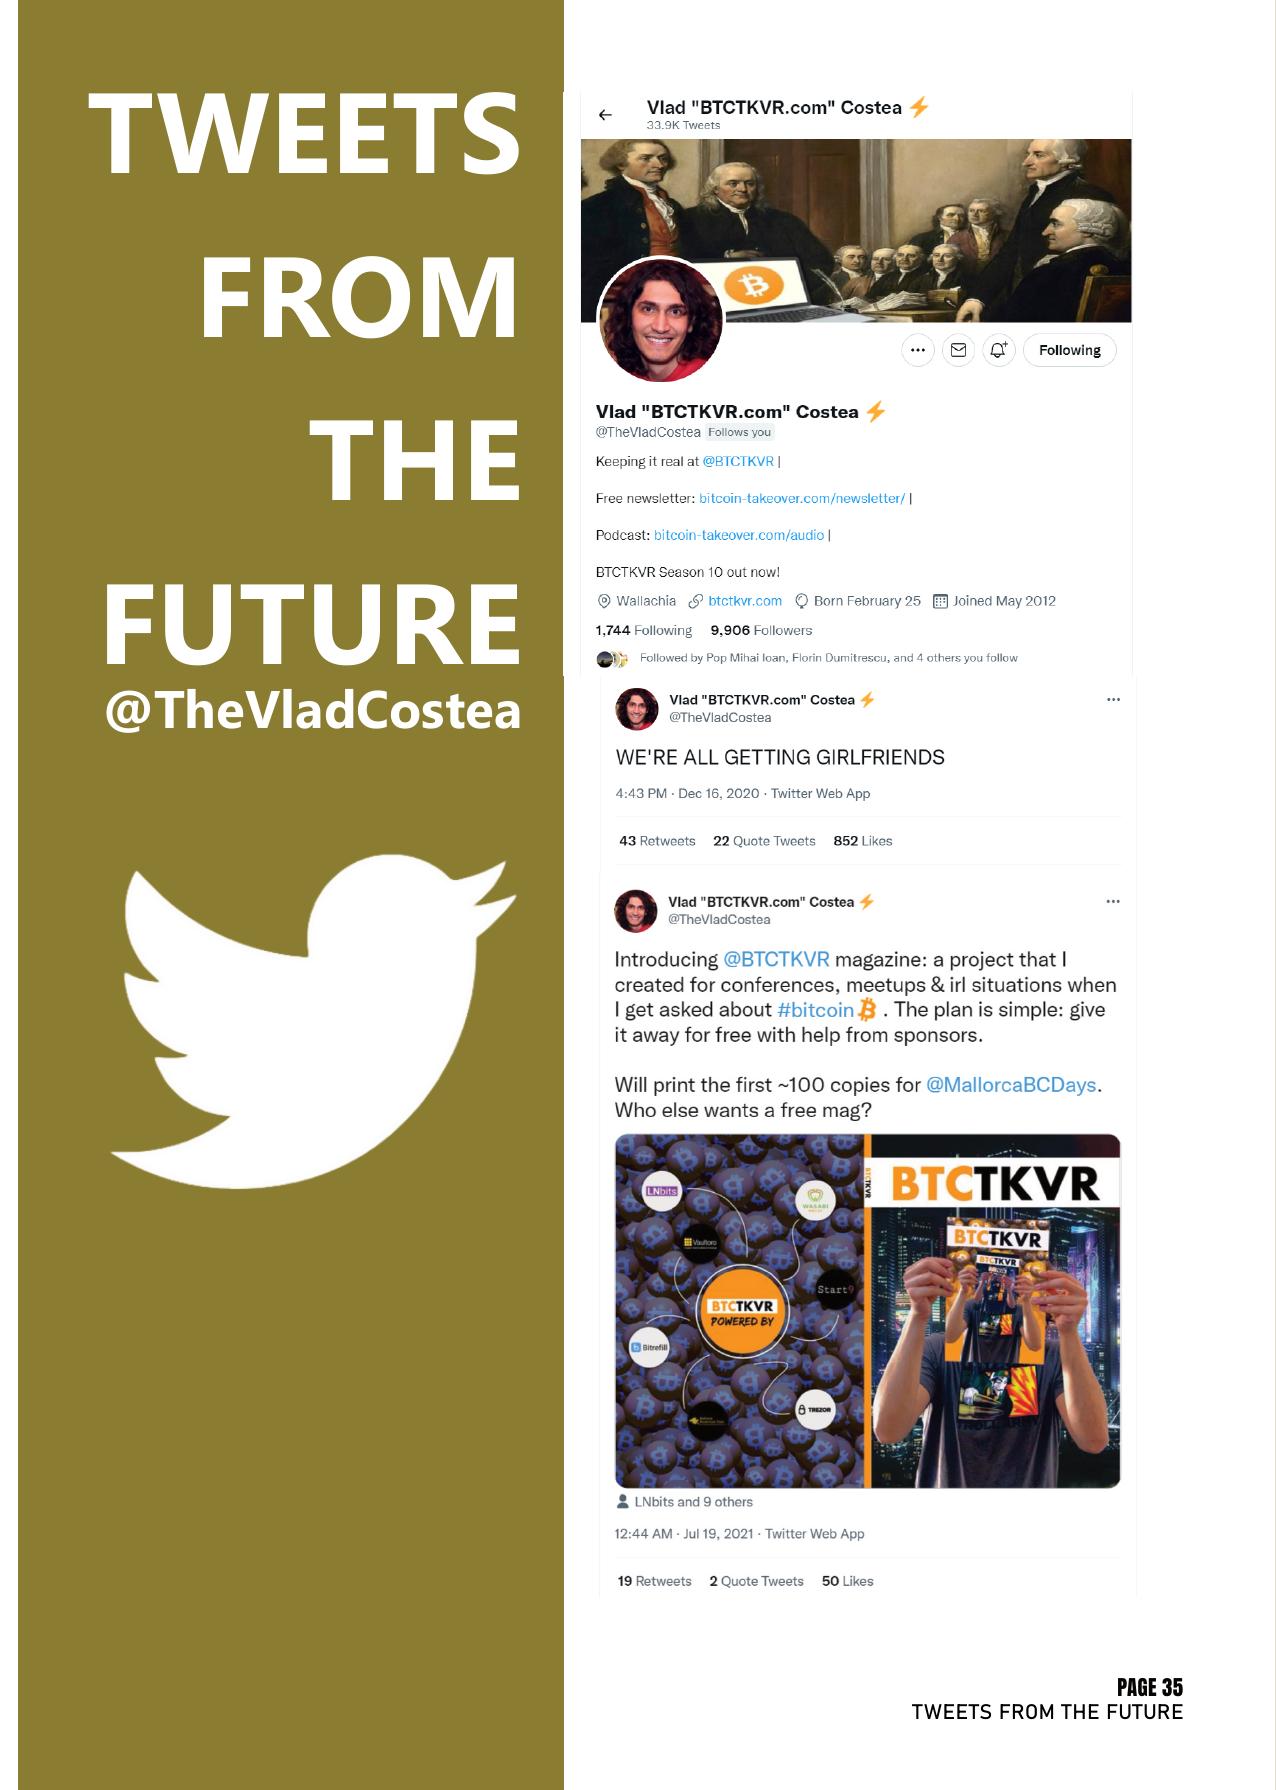 TWEETS
FROM
THE
FUTURE
@TheVladCostea
Vlad "BTCTKVR.com" Costea ⚡
33.9K Tweets
Following
Vlad "BTCTKVR.com" Costea ⚡
@TheVladCostea Follows you
Keeping it real at @BTCTKVR |
Free newsletter: bitcoin-takeover.com/newsletter/ |
Podcast: bitcoin-takeover.com/audio |
BTCTKVR Season 10 out now!
Wallachia btctkvr.com Born February 25 Joined May 2012
1,744 Following 9,906 Followers
Followed by Pop Mihai Ioan, Florin Dumitrescu, and 4 others you follow
Vlad "BTCTKVR.com" Costea ⚡
@TheVladCostea
WE'RE ALL GETTING GIRLFRIENDS
4:43 PM · Dec 16, 2020 · Twitter Web App
43 Retweets 22 Quote Tweets 852 Likes
Vlad "BTCTKVR.com" Costea ⚡
@TheVladCostea
Introducing @BTCTKVR magazine: a project that I
created for conferences, meetups & irl situations when
I get asked about #bitcoin . The plan is simple: give
it away for free with help from sponsors.
Will print the first ~100 copies for @MallorcaBCDays.
Who else wants a free mag?
LNbits
WASABI
Vaultoro
Start9
BTCTKVR
POWERED BY
Bitrefill
TREZOR
BTCTKVR
BTCTKVR
BTCTKVR
BTCTKVR
LNbits and 9 others
12:44 AM · Jul 19, 2021 · Twitter Web App
19 Retweets 2 Quote Tweets 50 Likes
PAGE 35
TWEETS FROM THE FUTURE